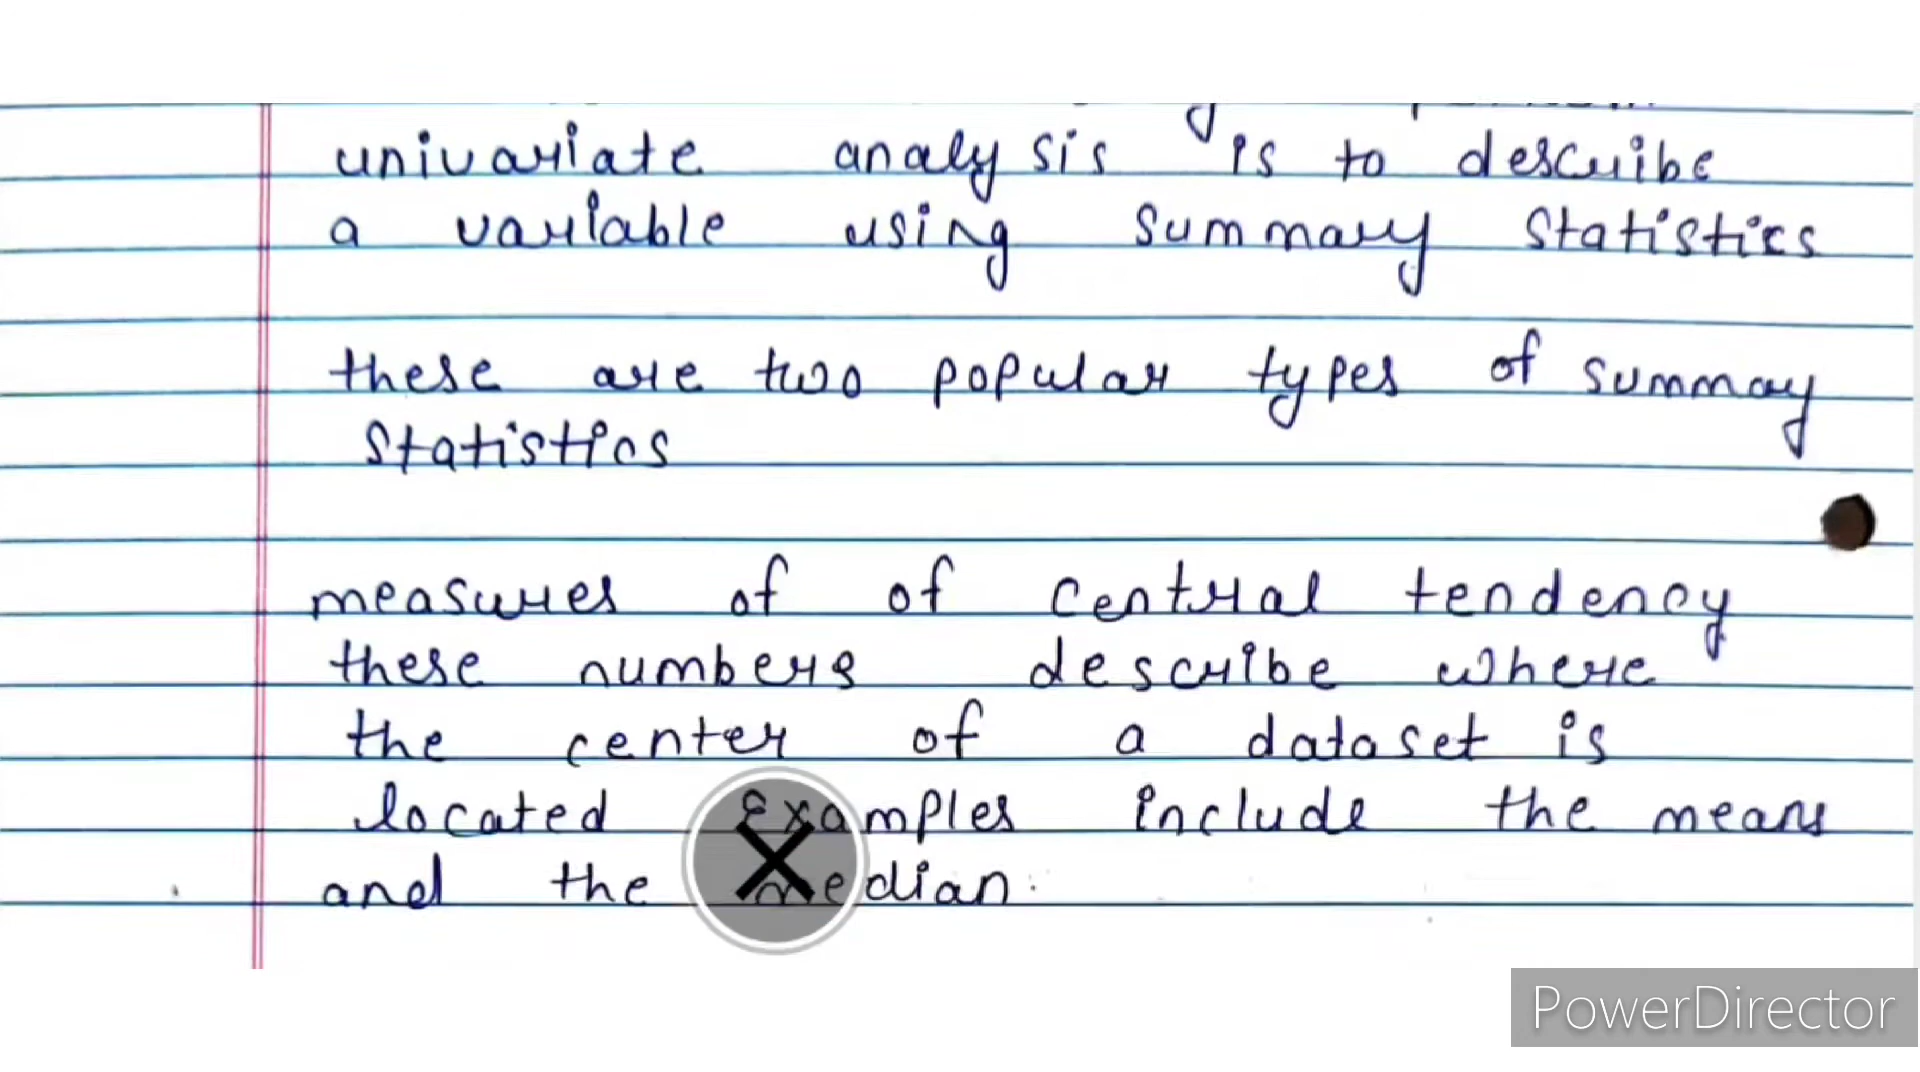 univariate analysis is to describe
a variable using summary statistics
these are two popular types of summay
statistics
measures of of central tendency
these numbers describe where
the center of a dataset is
located examples include the means
and the median.
PowerDirector